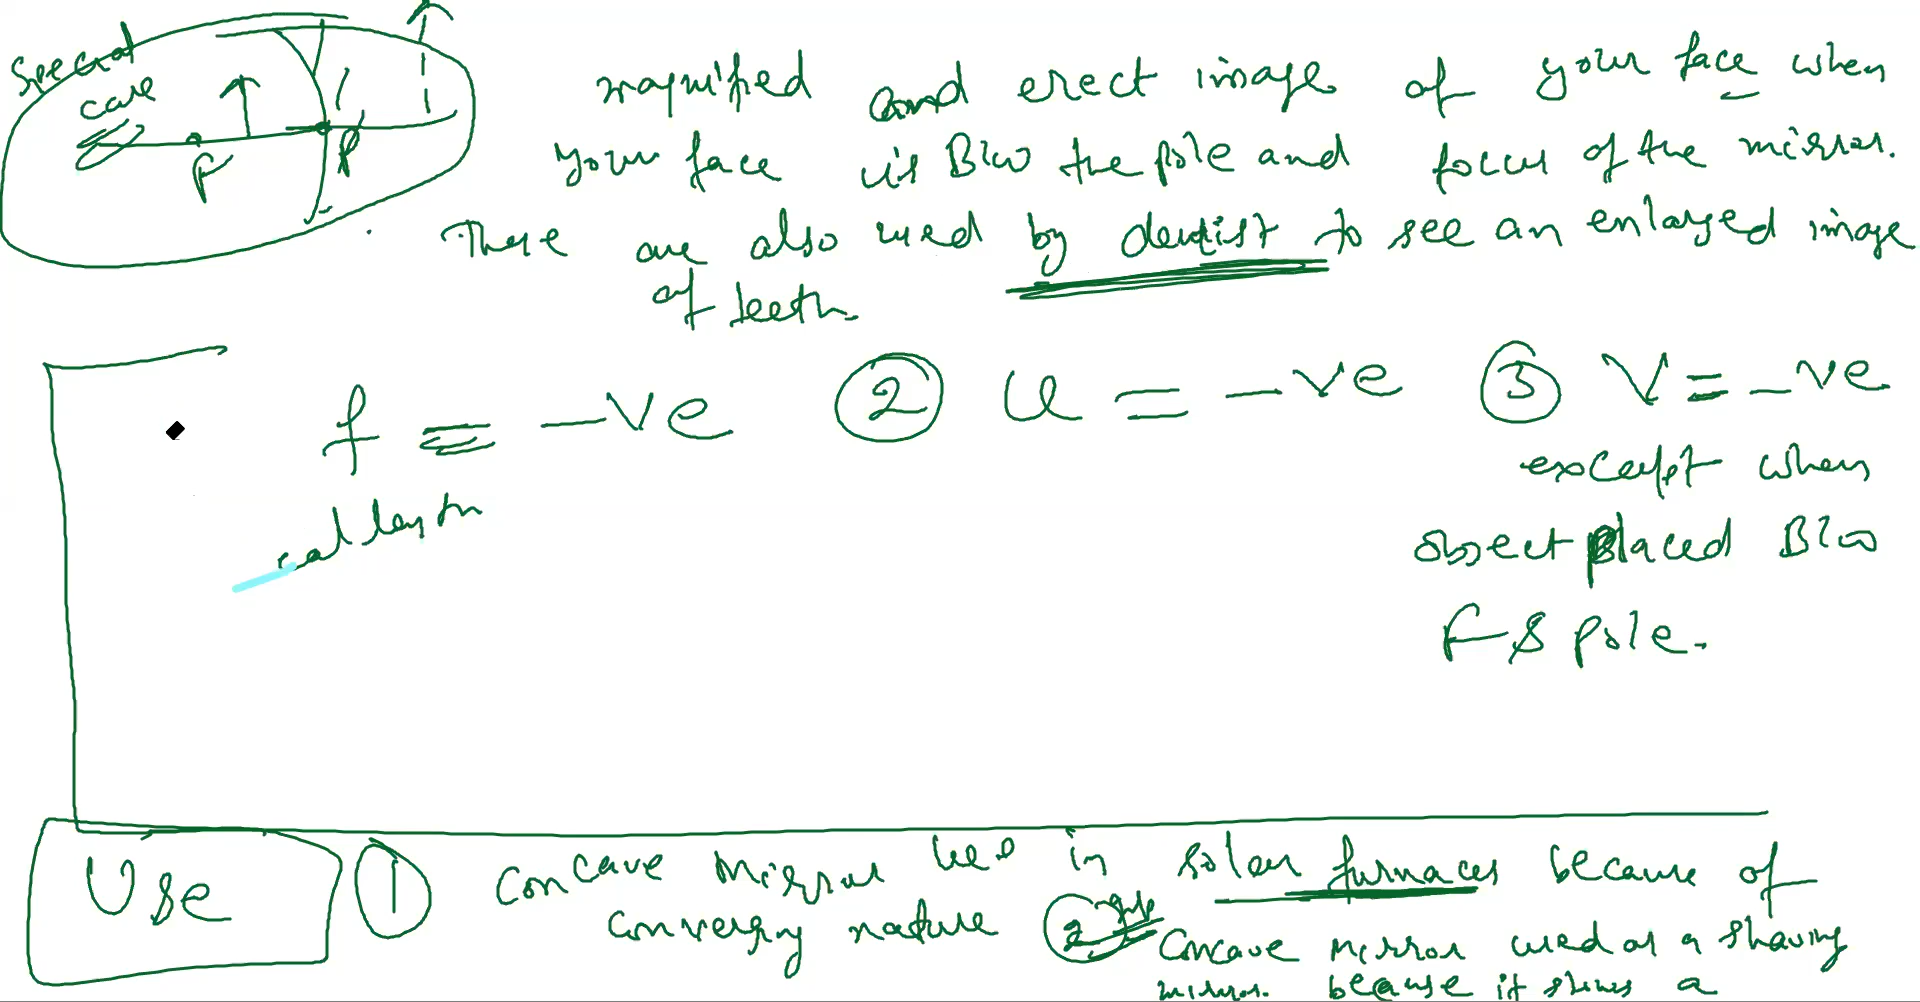 Special
care
F
P
magnified and erect image of your face when
your face is B/w the pole and focus of the mirror.
These are also used by dentist to see an enlarged image
of teeth.
f = -ve
② u = -ve
③ V = -ve
except when
object placed B/w
F & pole.
cal length
Use
① Concave mirror use in solar furnaces because of
converging nature
② Concave mirror used as a shaving
mirror. because it shows a